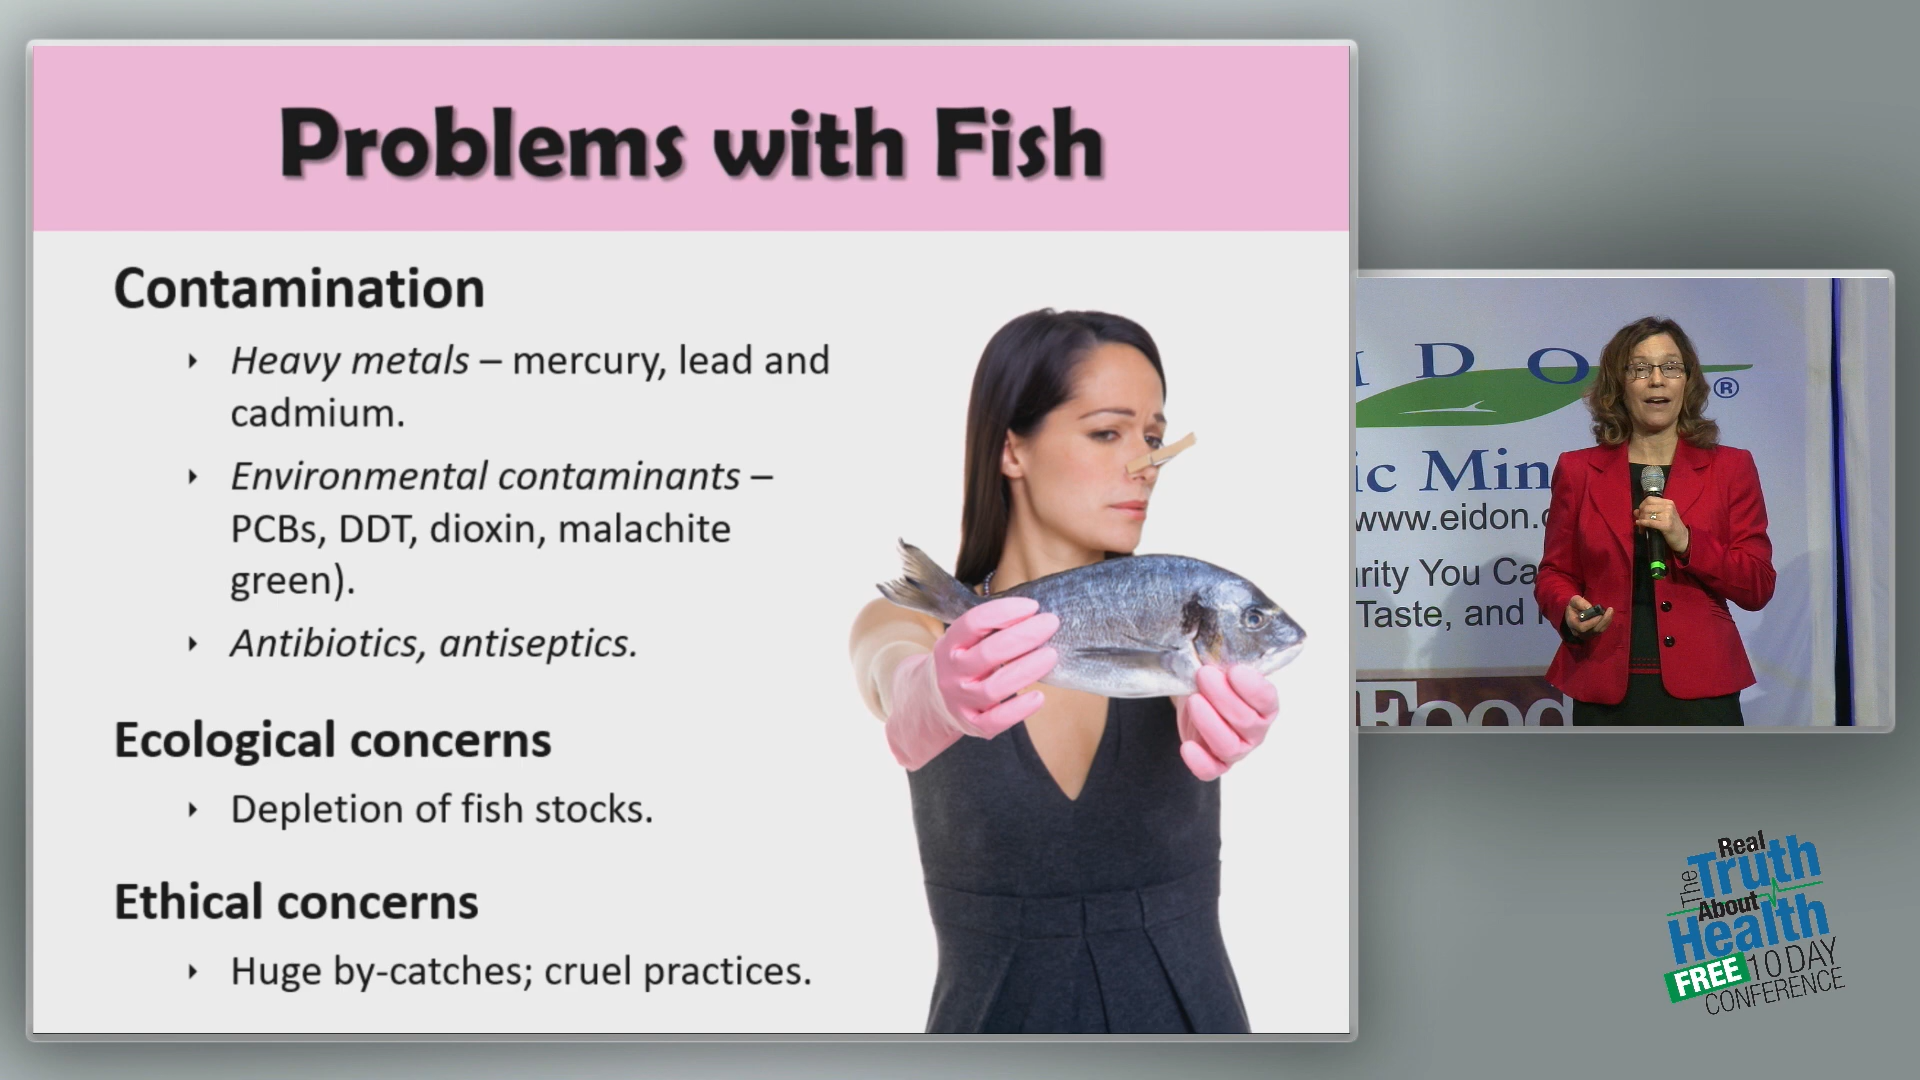 Problems with Fish
Contamination
‣ Heavy metals – mercury, lead and
cadmium.
‣ Environmental contaminants –
PCBs, DDT, dioxin, malachite
green).
‣ Antibiotics, antiseptics.
Ecological concerns
‣ Depletion of fish stocks.
Ethical concerns
‣ Huge by-catches; cruel practices.
I D O ®
ic Min
www.eidon.
rity You Ca
Taste, and
Food
The Real
Truth
About
Health
FREE 10 DAY
CONFERENCE